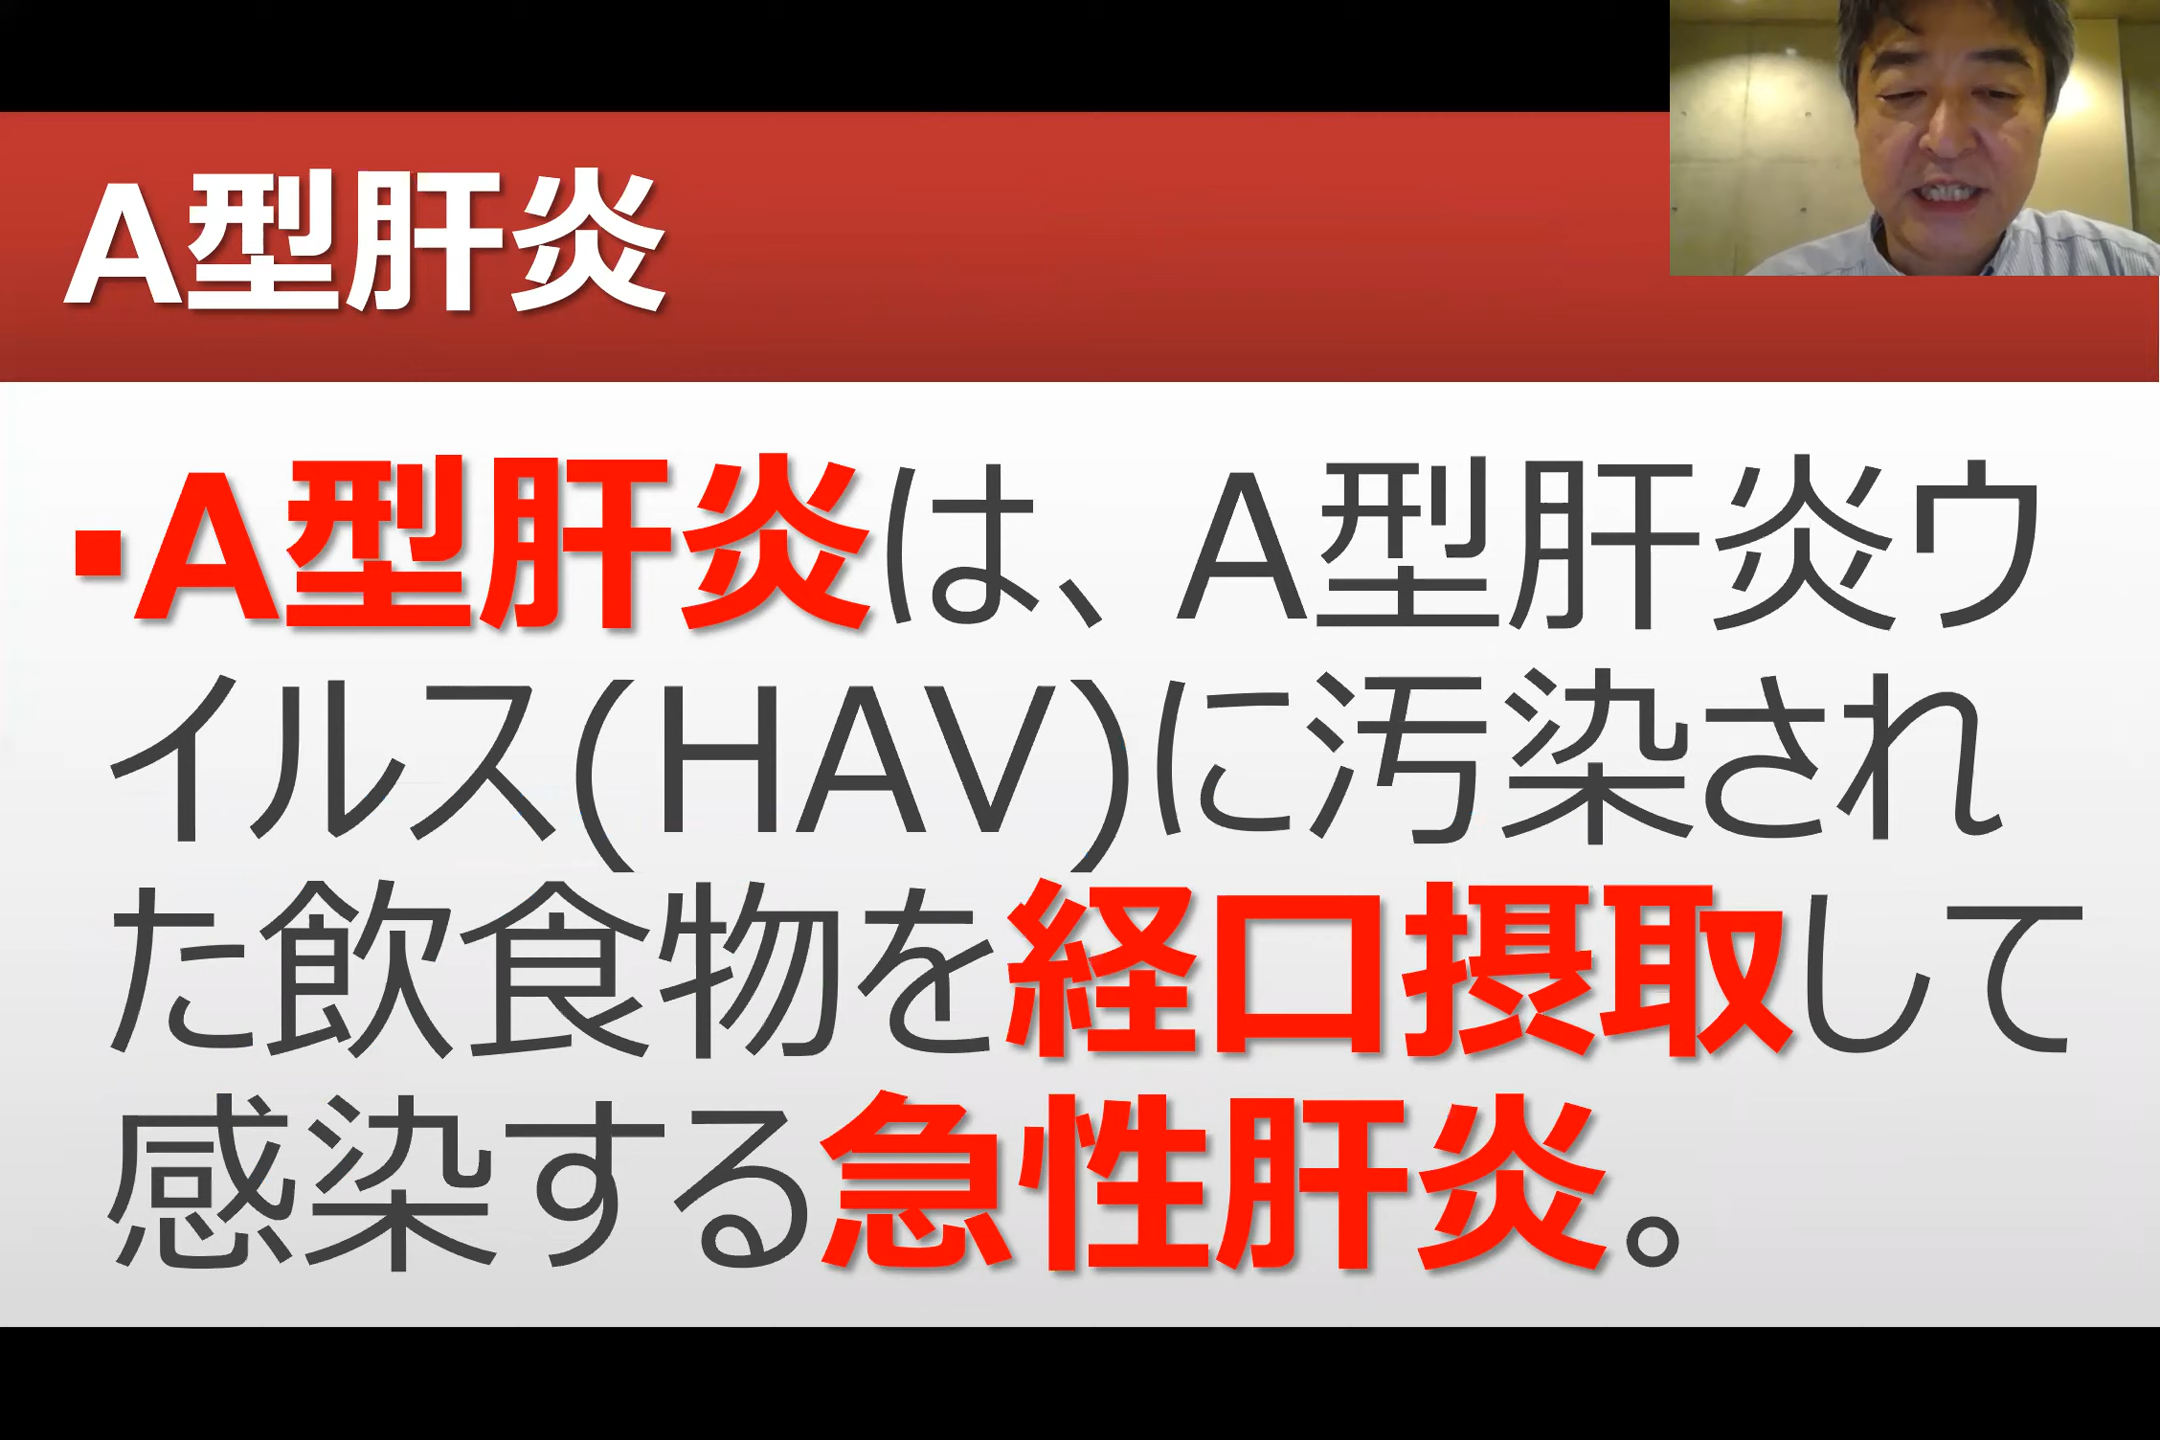 A型肝炎
▪A型肝炎は、A型肝炎ウ
イルス(HAV)に汚染され
た飲食物を経口摂取して
感染する急性肝炎。